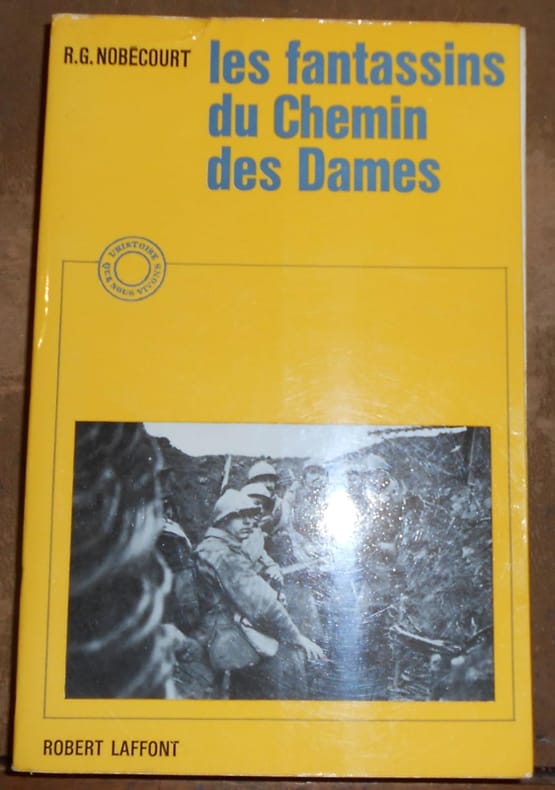 R.G. NOBÉCOURT
les fantassins
du Chemin
des Dames
L'HISTOIRE
QUE NOUS VIVONS
ROBERT LAFFONT